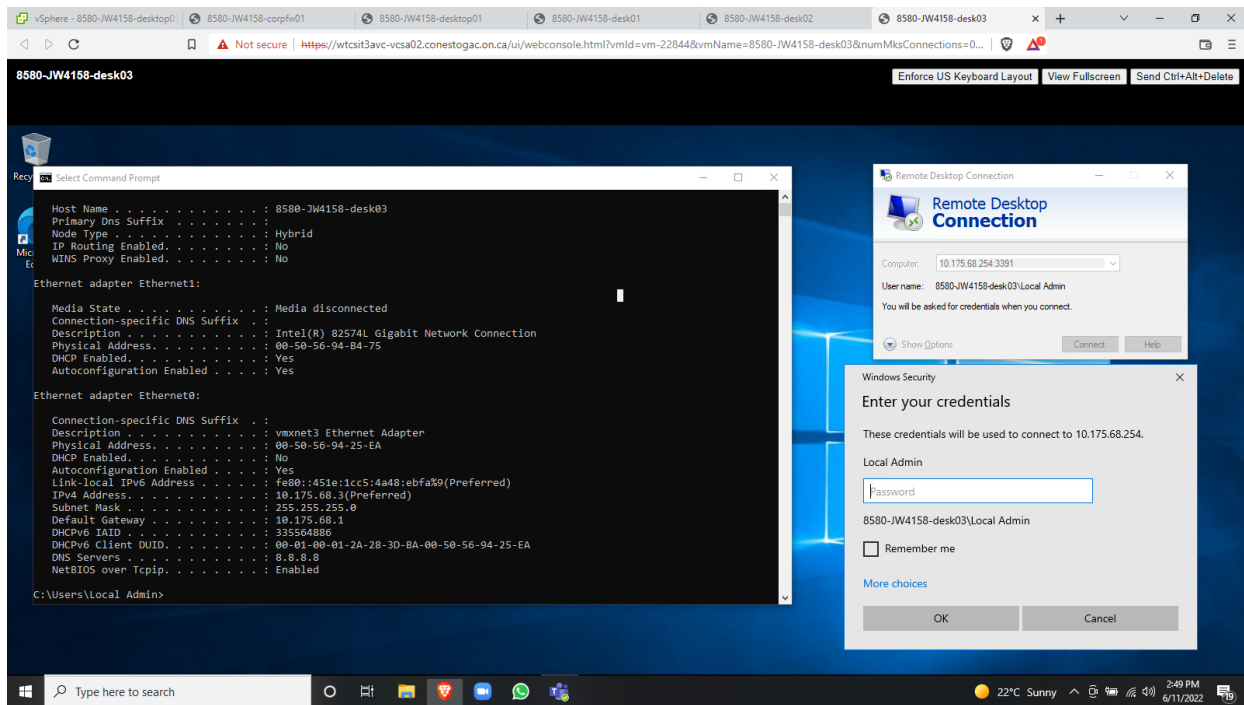 vSphere - 8580-JW4158-desktop0
8580-JW4158-corpfw01
8580-JW4158-desktop01
8580-JW4158-desk01
8580-JW4158-desk02
8580-JW4158-desk03
Not secure | https://wtcsit3avc-vcsa02.conestogac.on.ca/ui/webconsole.html?vmId=vm-22844&vmName=8580-JW4158-desk03&numMksConnections=0...
8580-JW4158-desk03
Enforce US Keyboard Layout
View Fullscreen
Send Ctrl+Alt+Delete
Recy
Mic
Ec
Select Command Prompt
Host Name . . . . . . . . . . . . : 8580-JW4158-desk03
Primary Dns Suffix . . . . . . . :
Node Type . . . . . . . . . . . . : Hybrid
IP Routing Enabled. . . . . . . . : No
WINS Proxy Enabled. . . . . . . . : No
Ethernet adapter Ethernet1:
Media State . . . . . . . . . . . : Media disconnected
Connection-specific DNS Suffix . :
Description . . . . . . . . . . . : Intel(R) 82574L Gigabit Network Connection
Physical Address. . . . . . . . . : 00-50-56-94-B4-75
DHCP Enabled. . . . . . . . . . . : Yes
Autoconfiguration Enabled . . . . : Yes
Ethernet adapter Ethernet0:
Connection-specific DNS Suffix . :
Description . . . . . . . . . . . : vmxnet3 Ethernet Adapter
Physical Address. . . . . . . . . : 00-50-56-94-25-EA
DHCP Enabled. . . . . . . . . . . : No
Autoconfiguration Enabled . . . . : Yes
Link-local IPv6 Address . . . . . : fe80::451e:1cc5:4a48:ebfa%9(Preferred)
IPv4 Address. . . . . . . . . . . : 10.175.68.3(Preferred)
Subnet Mask . . . . . . . . . . . : 255.255.255.0
Default Gateway . . . . . . . . . : 10.175.68.1
DHCPv6 IAID . . . . . . . . . . . : 335564886
DHCPv6 Client DUID. . . . . . . . : 00-01-00-01-2A-28-3D-BA-00-50-56-94-25-EA
DNS Servers . . . . . . . . . . . : 8.8.8.8
NetBIOS over Tcpip. . . . . . . . : Enabled
C:\Users\Local Admin>
Remote Desktop Connection
Remote Desktop
Connection
Computer: 10.175.68.254:3391
User name: 8580-JW4158-desk03\Local Admin
You will be asked for credentials when you connect.
Show Options
Connect
Help
Windows Security
Enter your credentials
These credentials will be used to connect to 10.175.68.254.
Local Admin
Password
8580-JW4158-desk03\Local Admin
Remember me
More choices
OK
Cancel
Type here to search
22°C Sunny
2:49 PM
6/11/2022
19